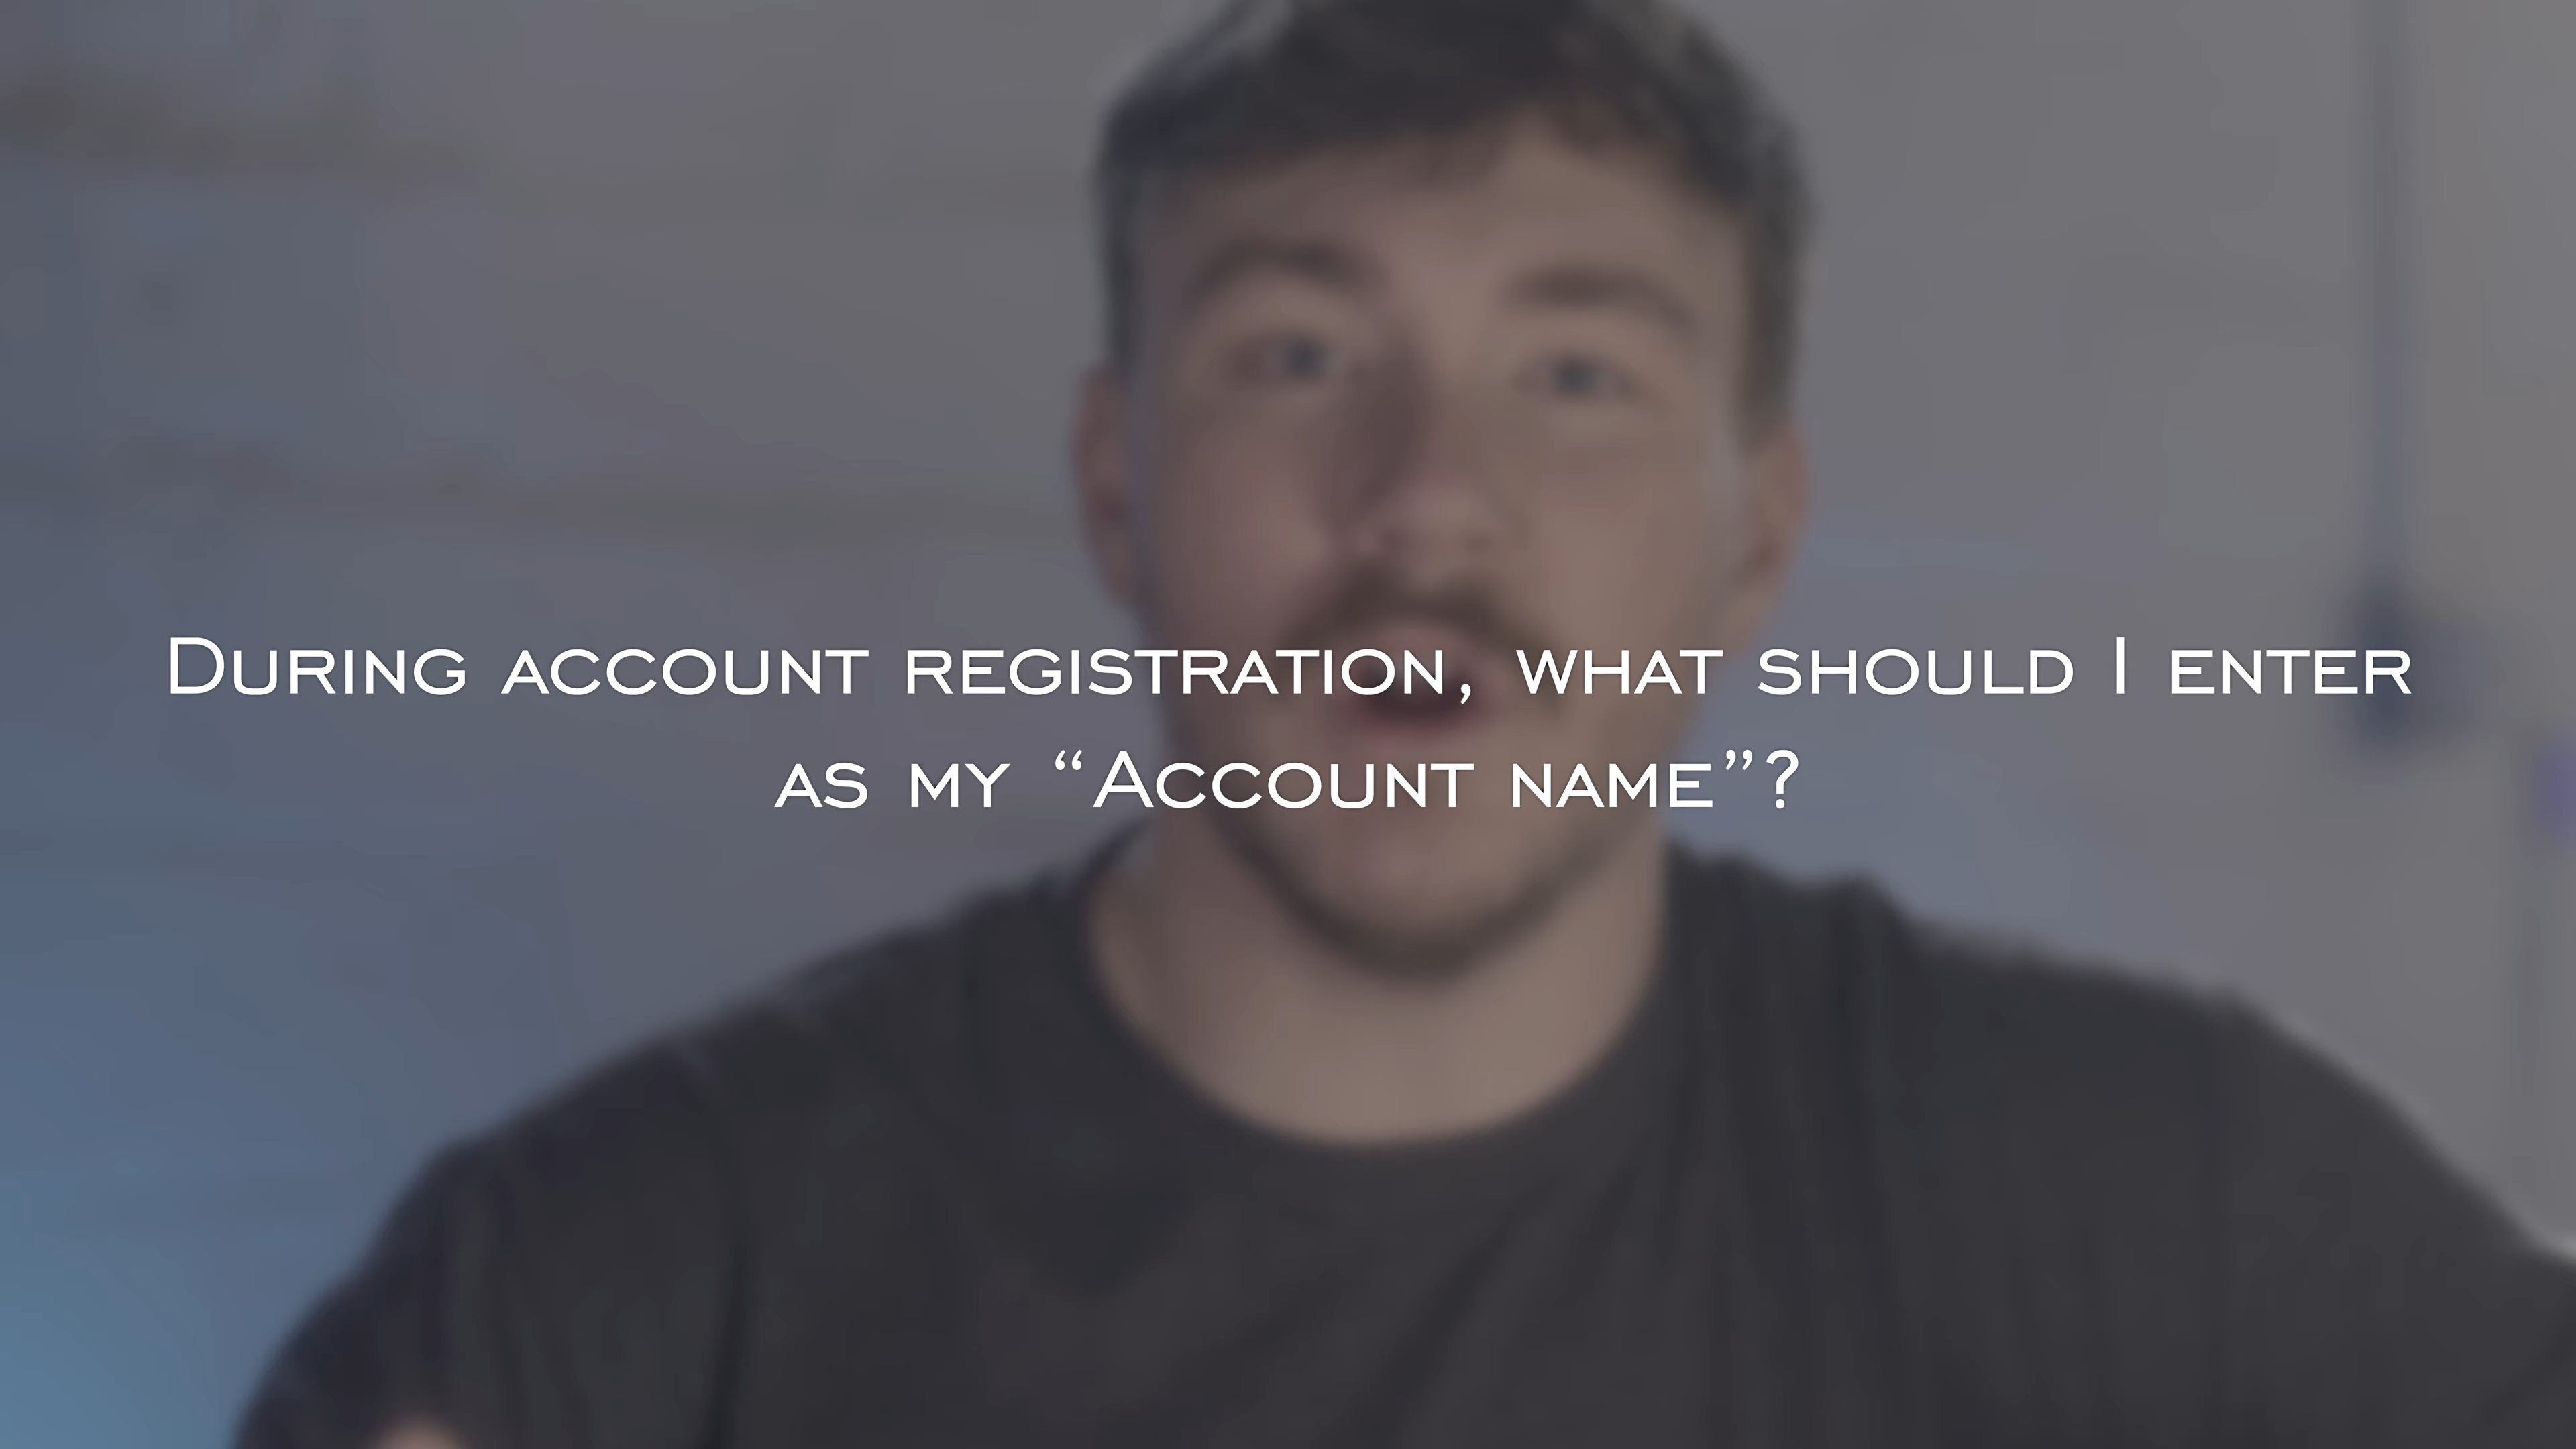 During account registration, what should I enter
as my “Account name”?